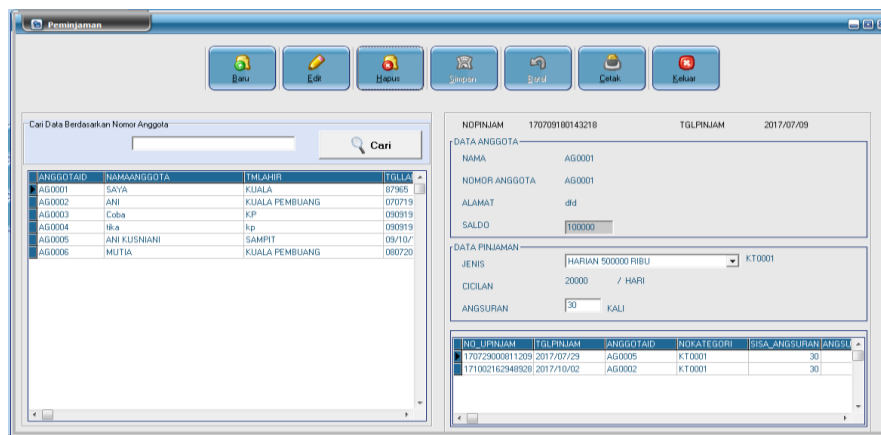 Peminjaman
Baru Edit Hapus Simpan Batal Cetak Keluar
Cari Data Berdasarkan Nomor Anggota
Cari
ANGGOTAID NAMAANGGOTA TMLAHIR TGLLA
AG0001 SAYA KUALA 87965
AG0002 ANI KUALA PEMBUANG 070719
AG0003 Coba KP 090919
AG0004 tika kp 090919
AG0005 ANI KUSNIANI SAMPIT 09/10/
AG0006 MUTIA KUALA PEMBUANG 080720
NOPINJAM 170709180143218 TGLPINJAM 2017/07/09
DATA ANGGOTA
NAMA AG0001
NOMOR ANGGOTA AG0001
ALAMAT dfd
SALDO 100000
DATA PINJAMAN
JENIS HARIAN 500000 RIBU KT0001
CICILAN 20000 / HARI
ANGSURAN 30 KALI
NO_UPINJAM TGLPINJAM ANGGOTAID NOKATEGORI SISA_ANGSURAN ANGSU
170729000811209 2017/07/29 AG0005 KT0001 30
171002162948928 2017/10/02 AG0002 KT0001 30